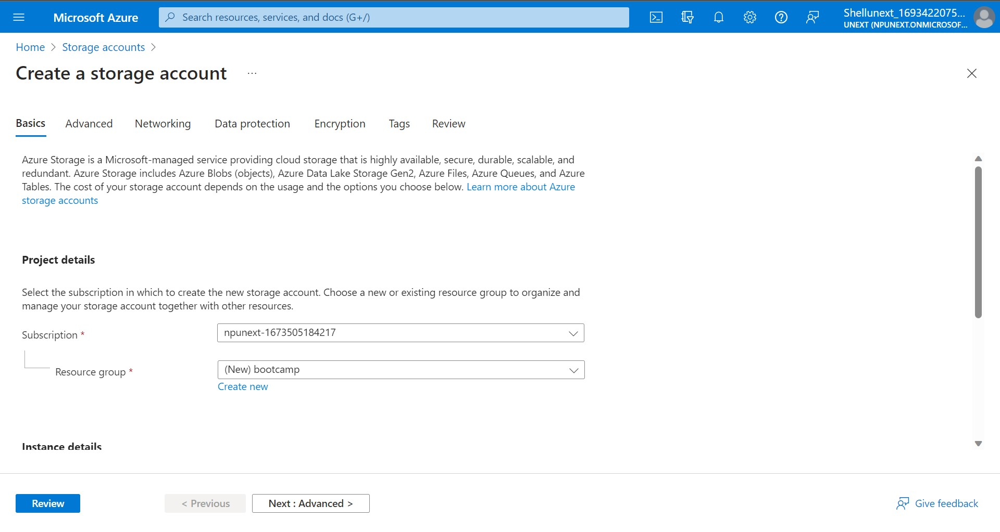 Microsoft Azure
Search resources, services, and docs (G+/)
Shellunext_1693422075...
UNEXT (NPUNEXT.ONMICROSOF...
Home > Storage accounts >
Create a storage account ...
Basics Advanced Networking Data protection Encryption Tags Review
Azure Storage is a Microsoft-managed service providing cloud storage that is highly available, secure, durable, scalable, and
redundant. Azure Storage includes Azure Blobs (objects), Azure Data Lake Storage Gen2, Azure Files, Azure Queues, and Azure
Tables. The cost of your storage account depends on the usage and the options you choose below. Learn more about Azure
storage accounts
Project details
Select the subscription in which to create the new storage account. Choose a new or existing resource group to organize and
manage your storage account together with other resources.
Subscription * npunext-1673505184217
Resource group * (New) bootcamp
Create new
Instance details
Review < Previous Next : Advanced > Give feedback